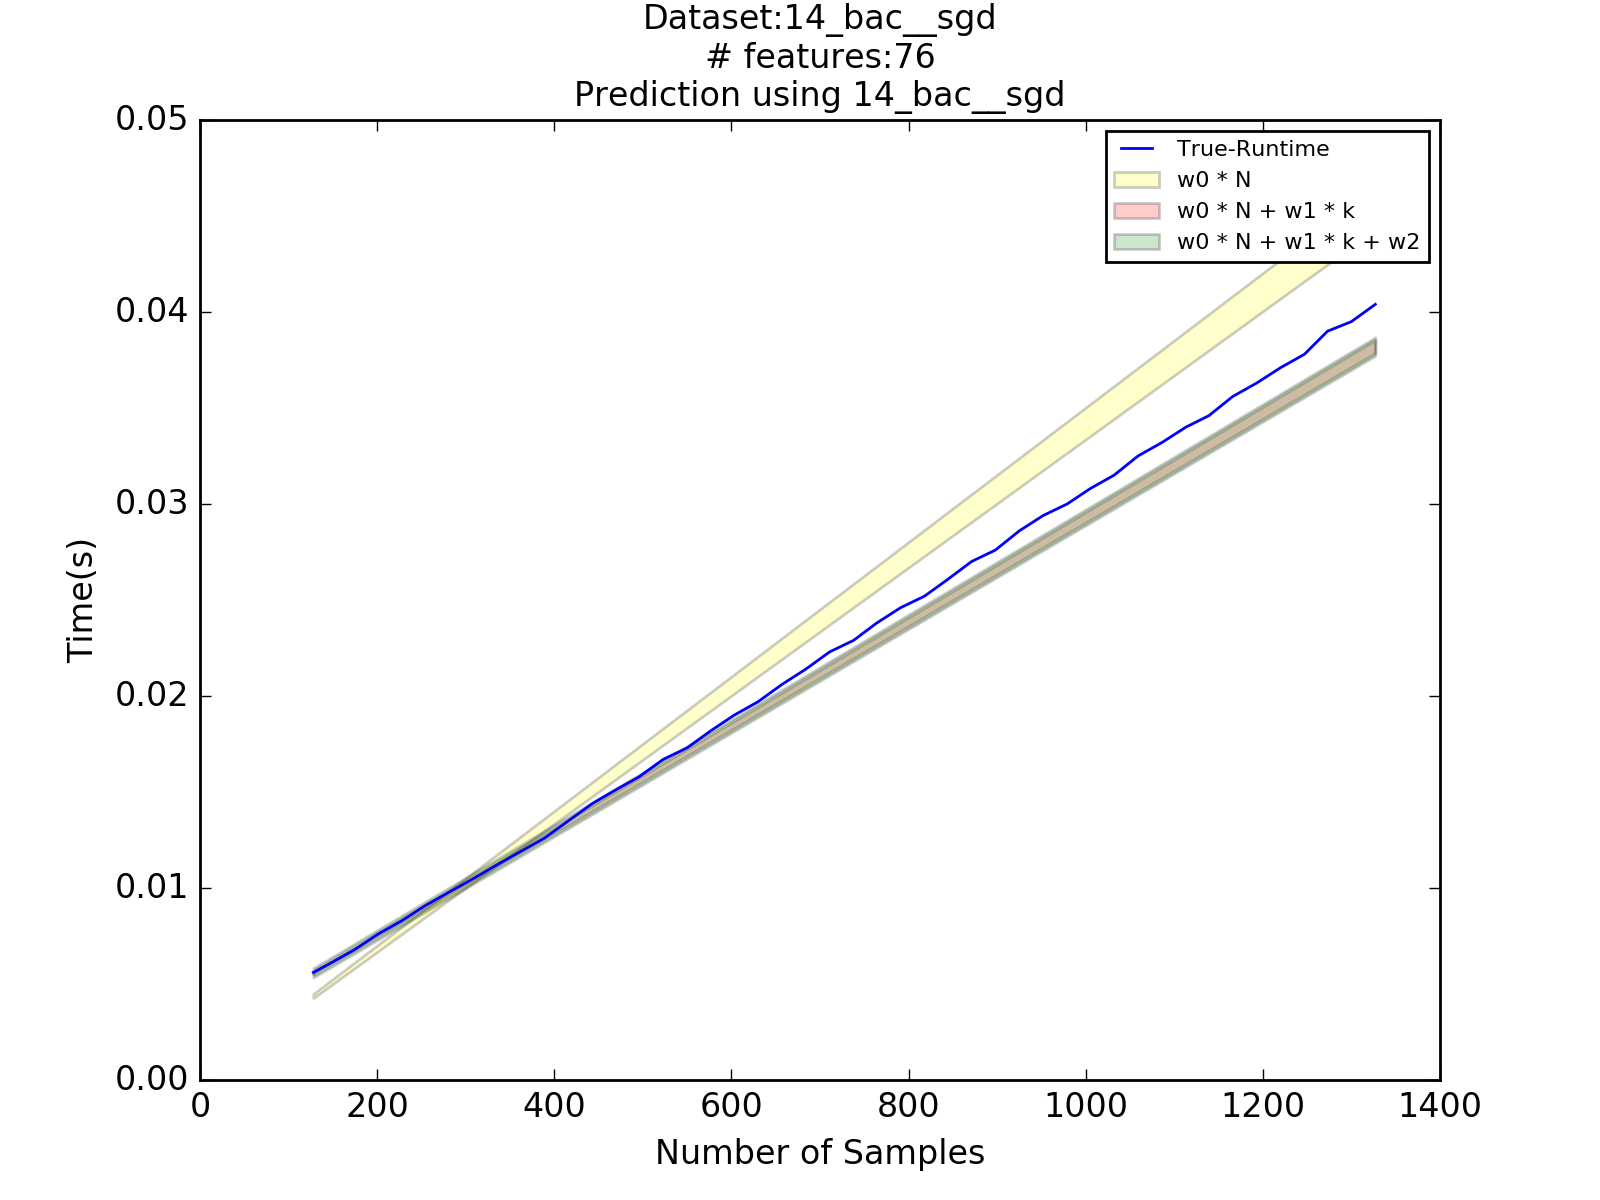 Dataset:14_bac__sgd
# features:76
Prediction using 14_bac__sgd
0.05
0.04
0.03
0.02
0.01
0.00
Time(s)
True-Runtime
w0 * N
w0 * N + w1 * k
w0 * N + w1 * k + w2
0 200 400 600 800 1000 1200 1400
Number of Samples